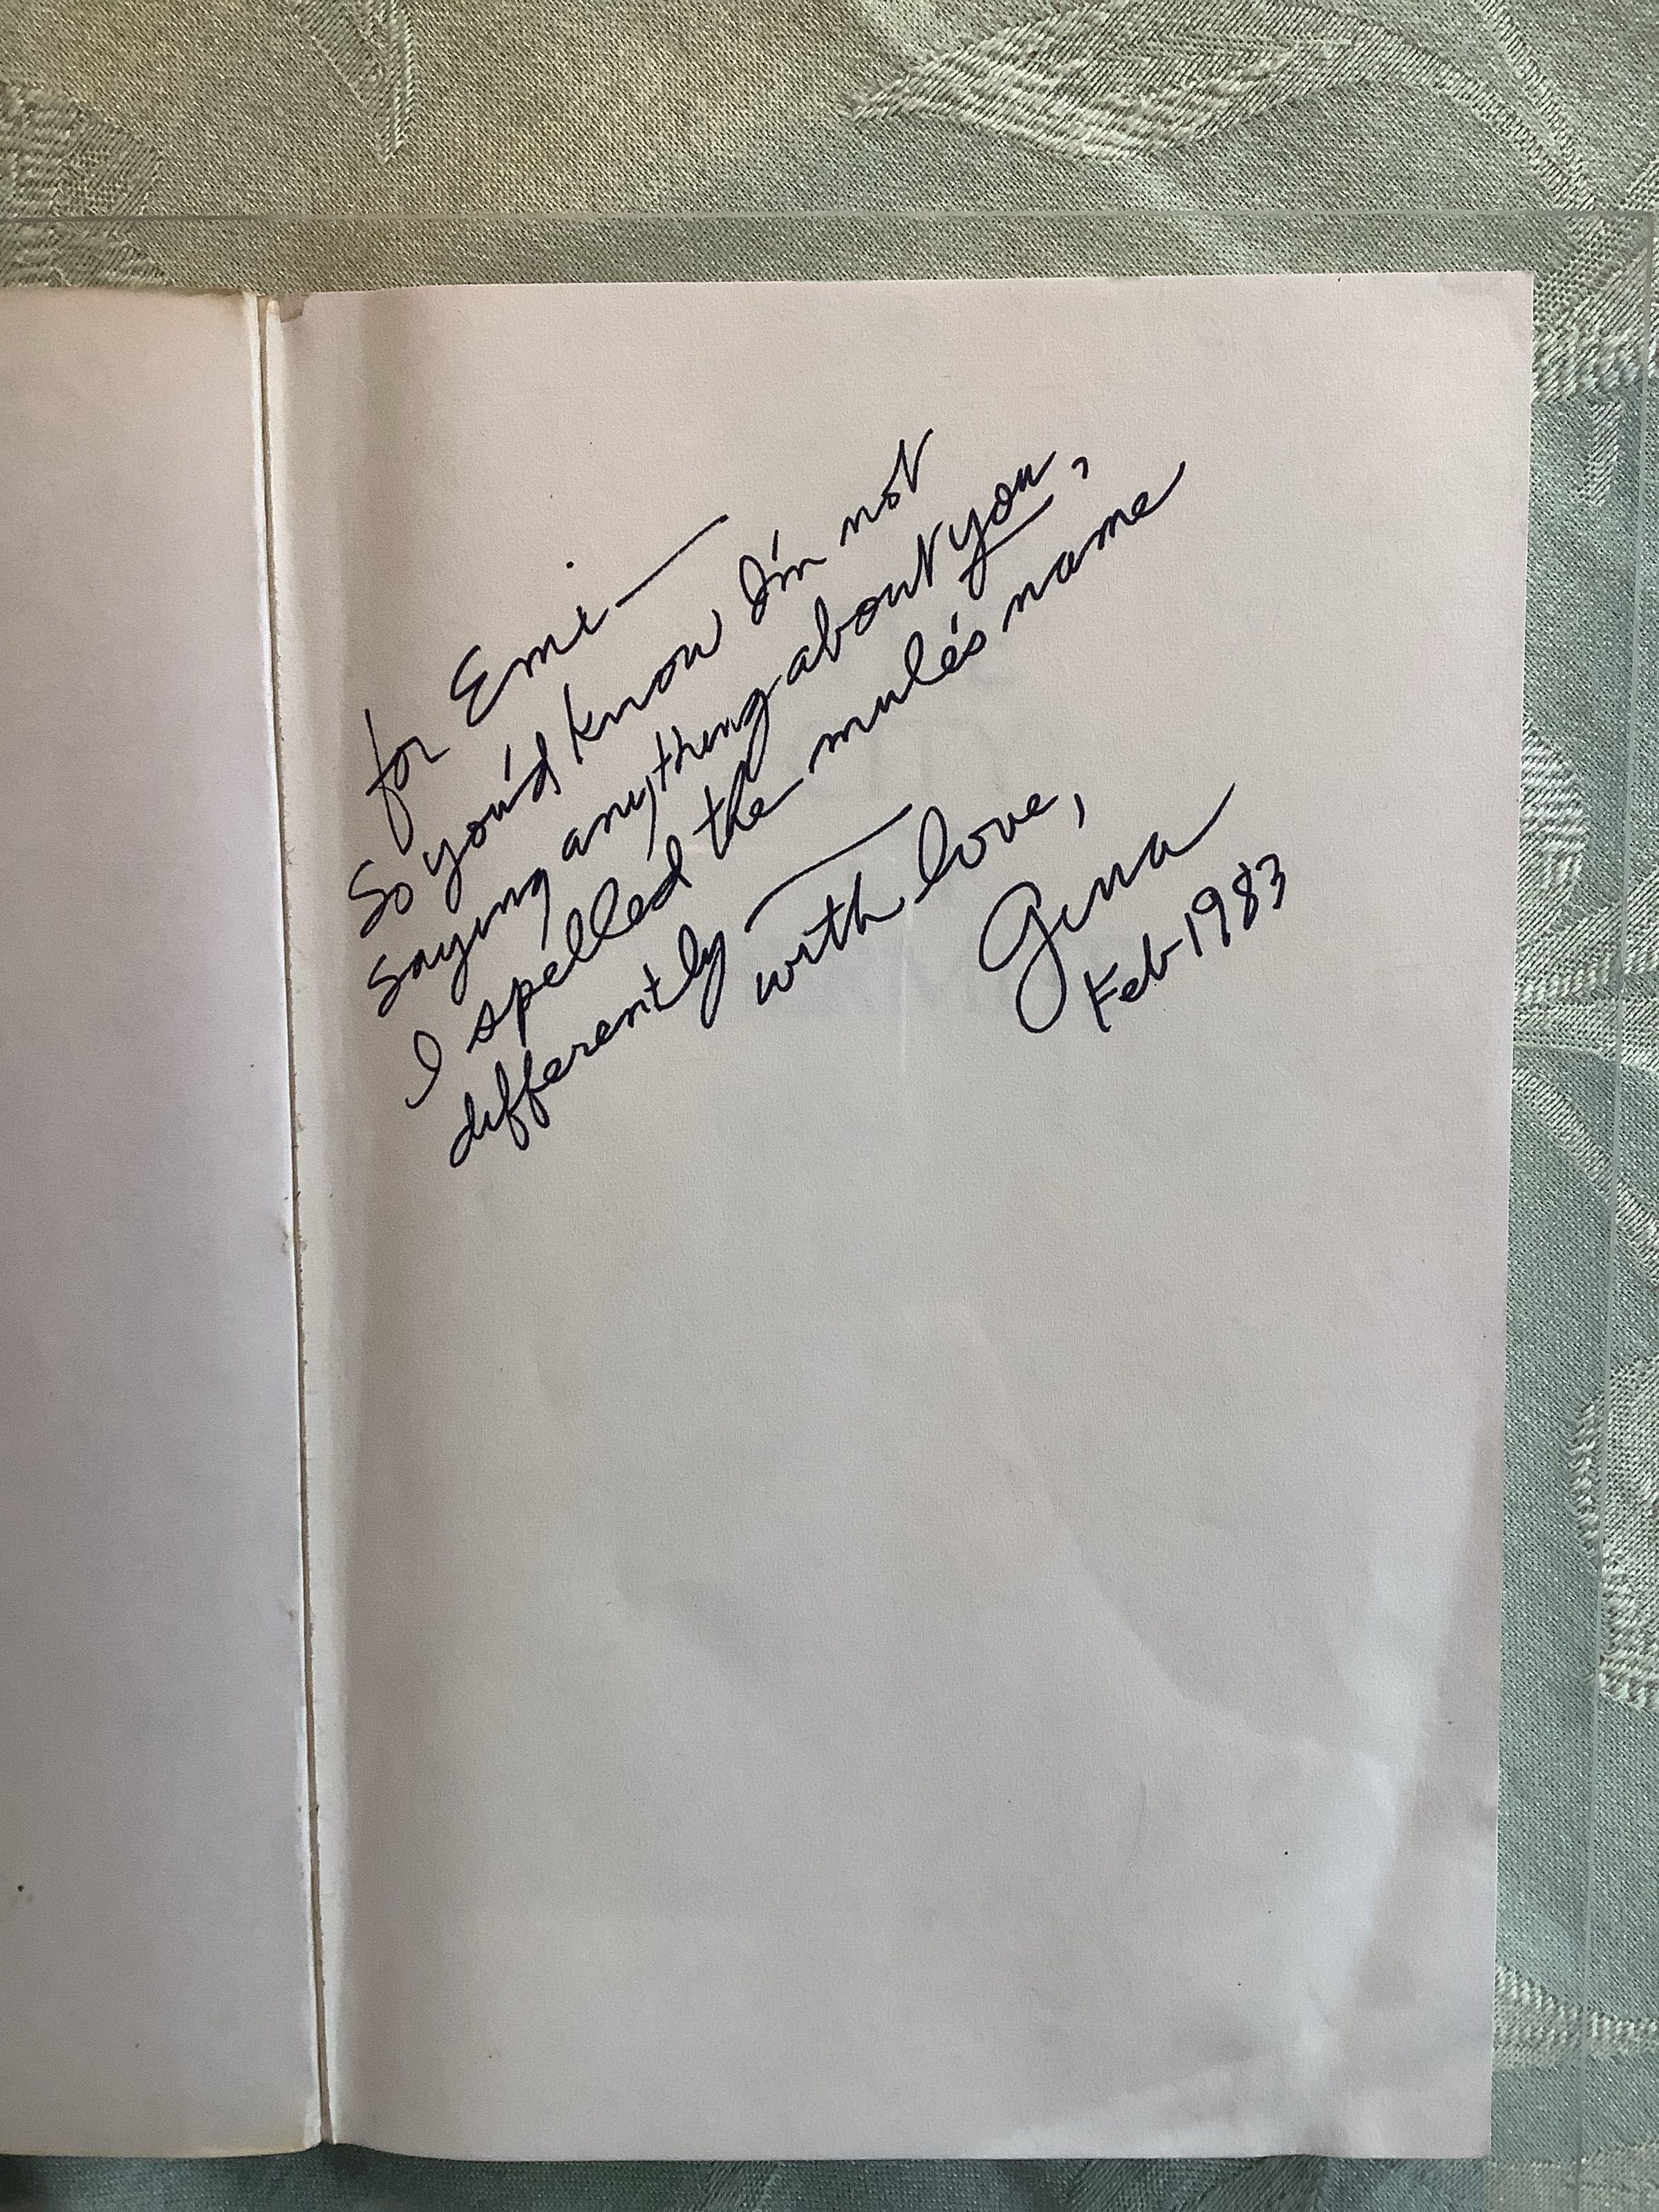 for Emi —
So you'd know I'm not
saying anything about you,
I spelled the mule's name
differently —
with love,
Gina
Feb-1983